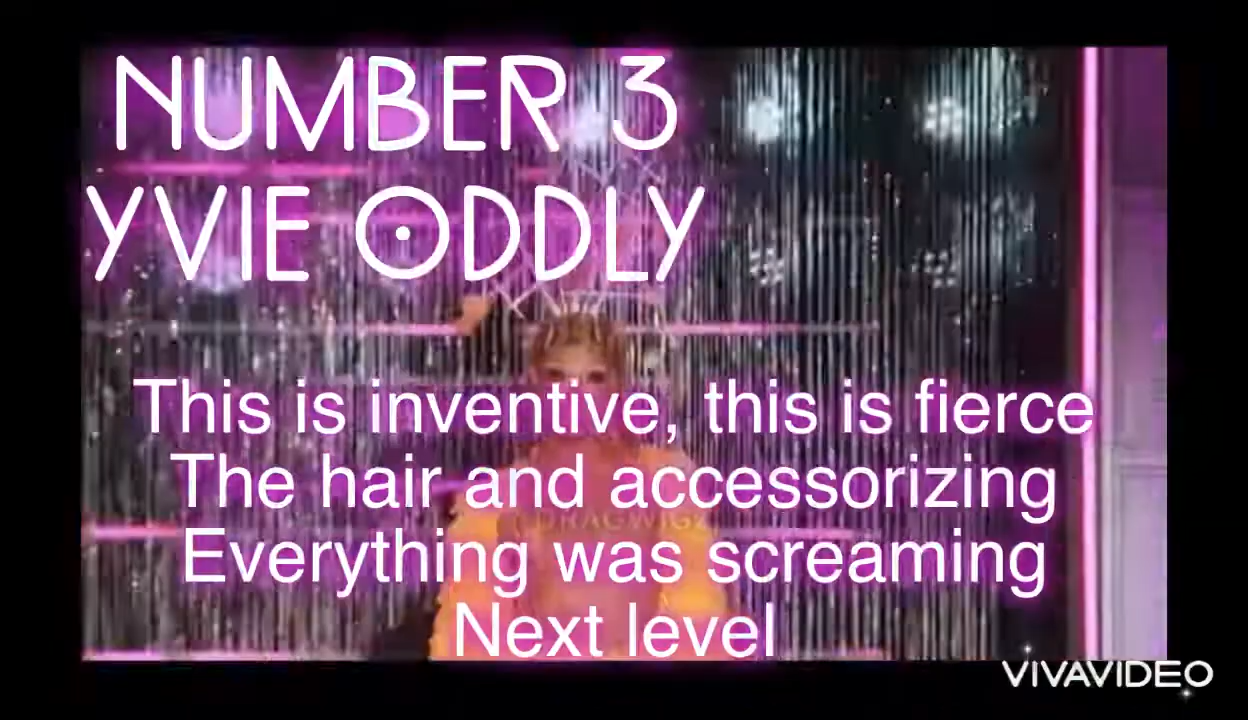 NUMBER 3
YVIE ODDLY
This is inventive, this is fierce
The hair and accessorizing
DRAGWIGZ
Everything was screaming
Next level
VIVAVIDEO